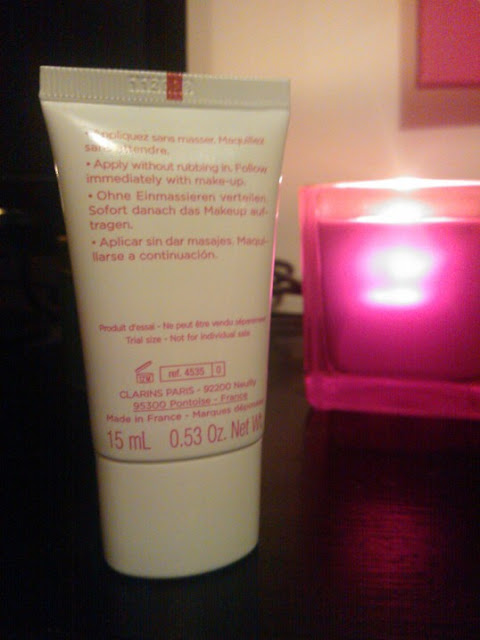 • Appliquez sans masser. Maquillez
sans attendre.
• Apply without rubbing in. Follow
immediately with make-up.
• Ohne Einmassieren verteilen.
Sofort danach das Makeup auf-
tragen.
• Aplicar sin dar masajes. Maqui-
llarse a continuación.
Produit d'essai - Ne peut être vendu séparément
Trial size - Not for individual sale
ref. 4535 0
CLARINS PARIS - 92200 Neuilly
95300 Pontoise - France
Made in France - Marques déposées
15 mL 0.53 Oz. Net Wt.